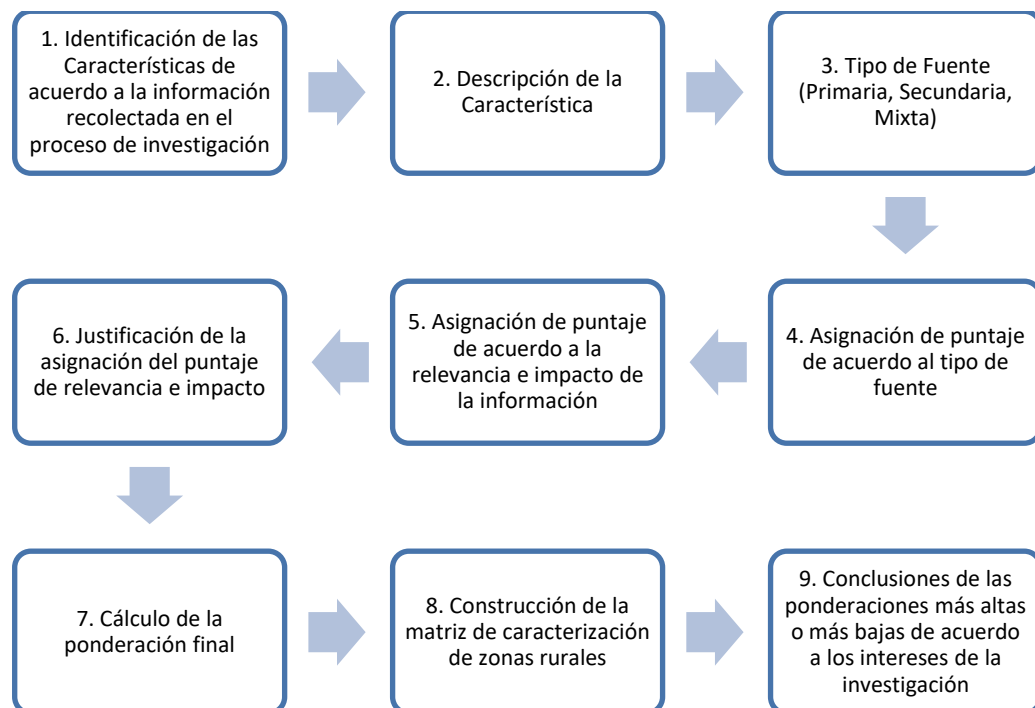 1. Identificación de las
Características de
acuerdo a la información
recolectada en el
proceso de investigación
2. Descripción de la
Característica
3. Tipo de Fuente
(Primaria, Secundaria,
Mixta)
4. Asignación de puntaje
de acuerdo al tipo de
fuente
5. Asignación de puntaje
de acuerdo a la
relevancia e impacto de
la información
6. Justificación de la
asignación del puntaje
de relevancia e impacto
7. Cálculo de la
ponderación final
8. Construcción de la
matriz de caracterización
de zonas rurales
9. Conclusiones de las
ponderaciones más altas
o más bajas de acuerdo
a los intereses de la
investigación